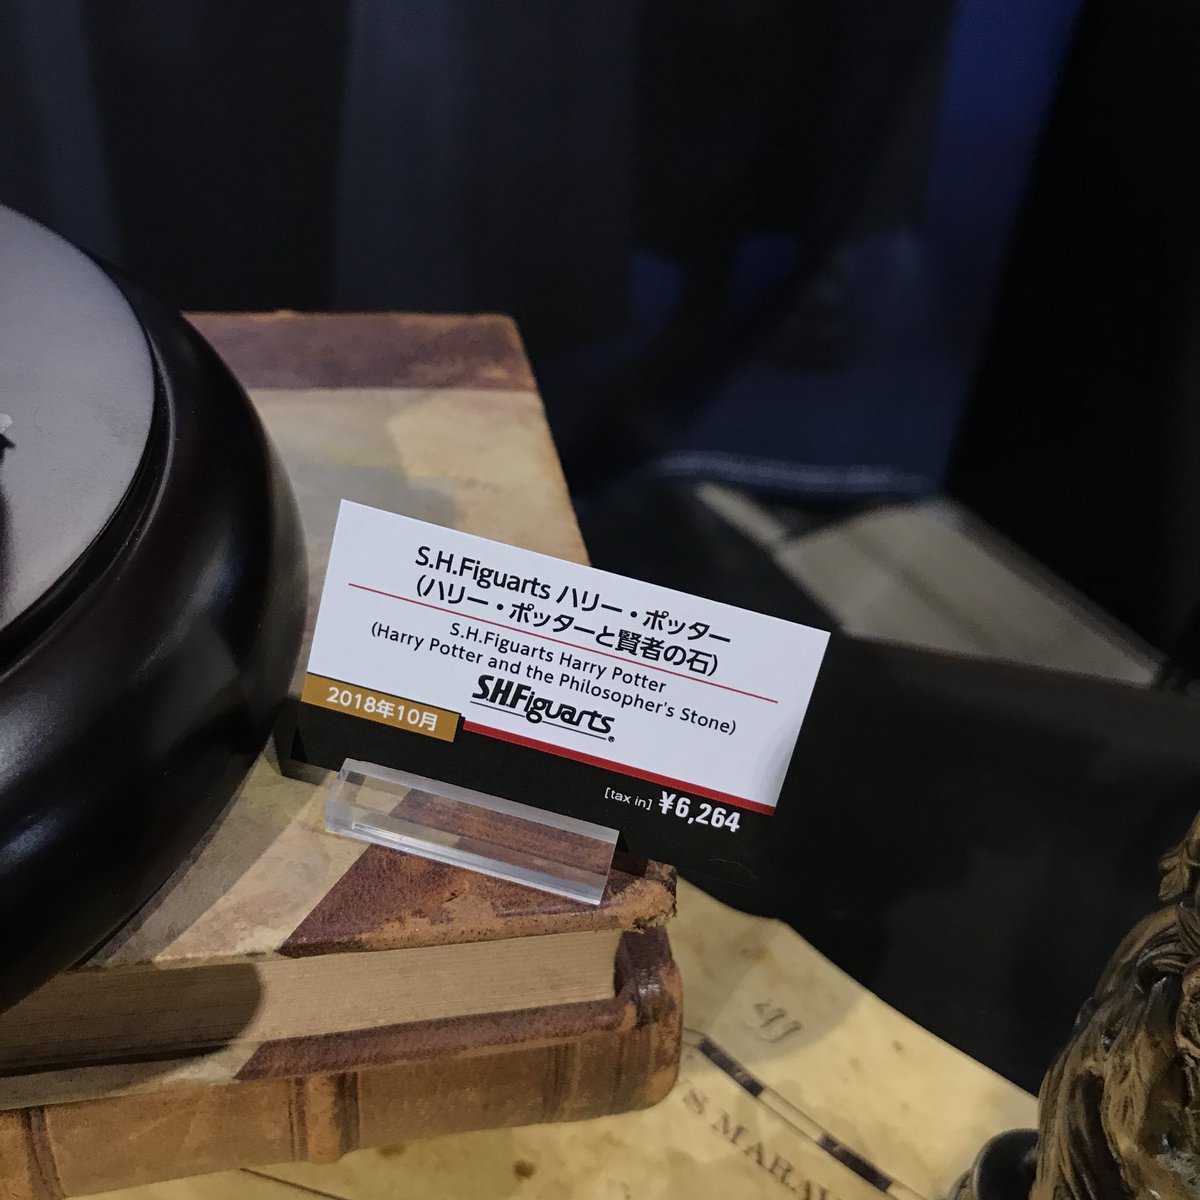 S.H.Figuarts ハリー・ポッター
(ハリー・ポッターと賢者の石)
S.H.Figuarts Harry Potter
(Harry Potter and the Philosopher's Stone)
S.H.Figuarts®
2018年10月
[tax in] ¥6,264